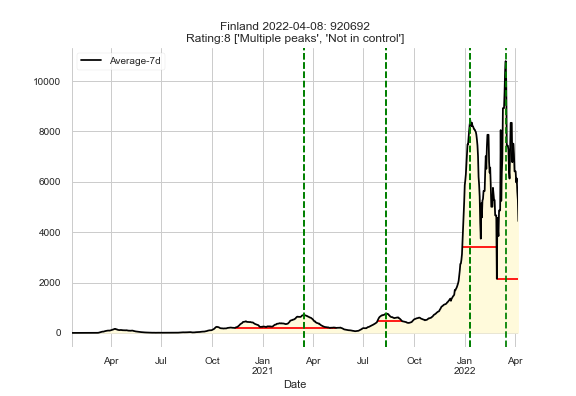 Finland 2022-04-08: 920692
Rating:8 ['Multiple peaks', 'Not in control']
Average-7d
10000
8000
6000
4000
2000
0
Apr Jul Oct Jan Apr Jul Oct Jan Apr
2021 2022
Date